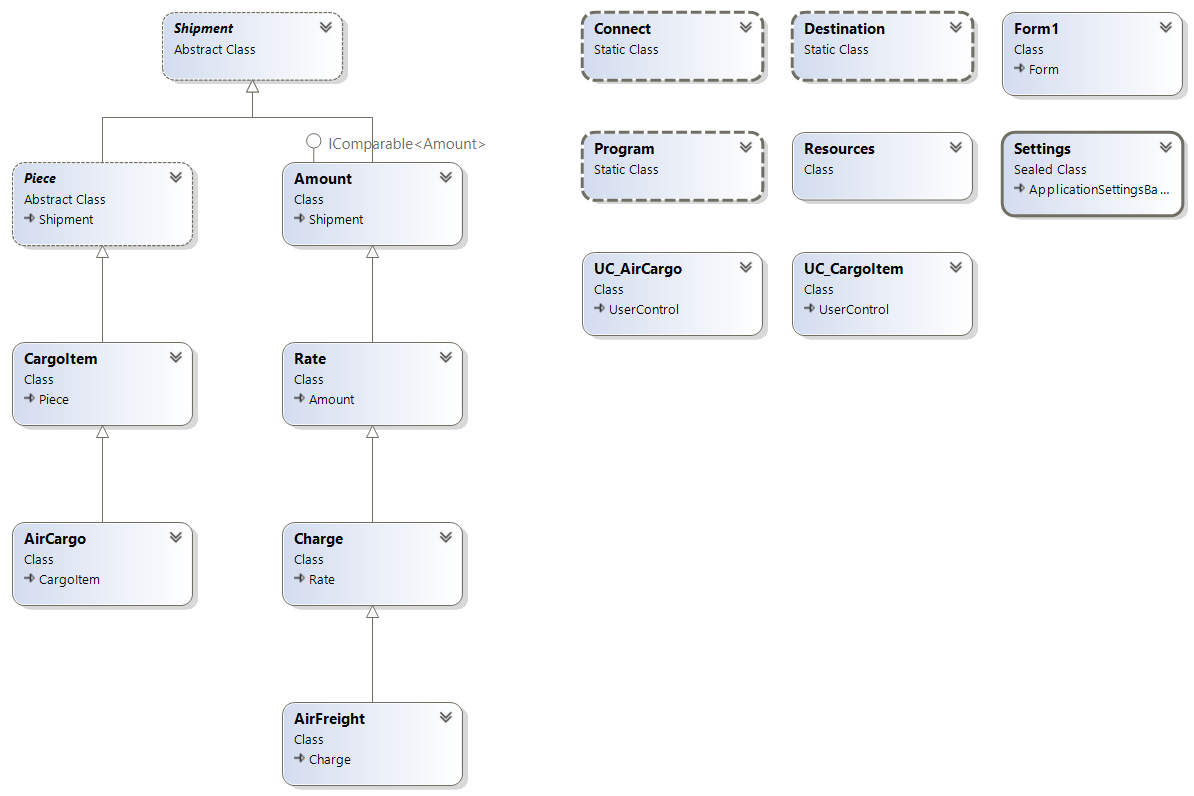 Shipment
Abstract Class
Connect
Static Class
Destination
Static Class
Form1
Class
Form
IComparable<Amount>
Piece
Abstract Class
Shipment
Amount
Class
Shipment
Program
Static Class
Resources
Class
Settings
Sealed Class
ApplicationSettingsBa...
UC_AirCargo
Class
UserControl
UC_CargoItem
Class
UserControl
CargoItem
Class
Piece
Rate
Class
Amount
AirCargo
Class
CargoItem
Charge
Class
Rate
AirFreight
Class
Charge